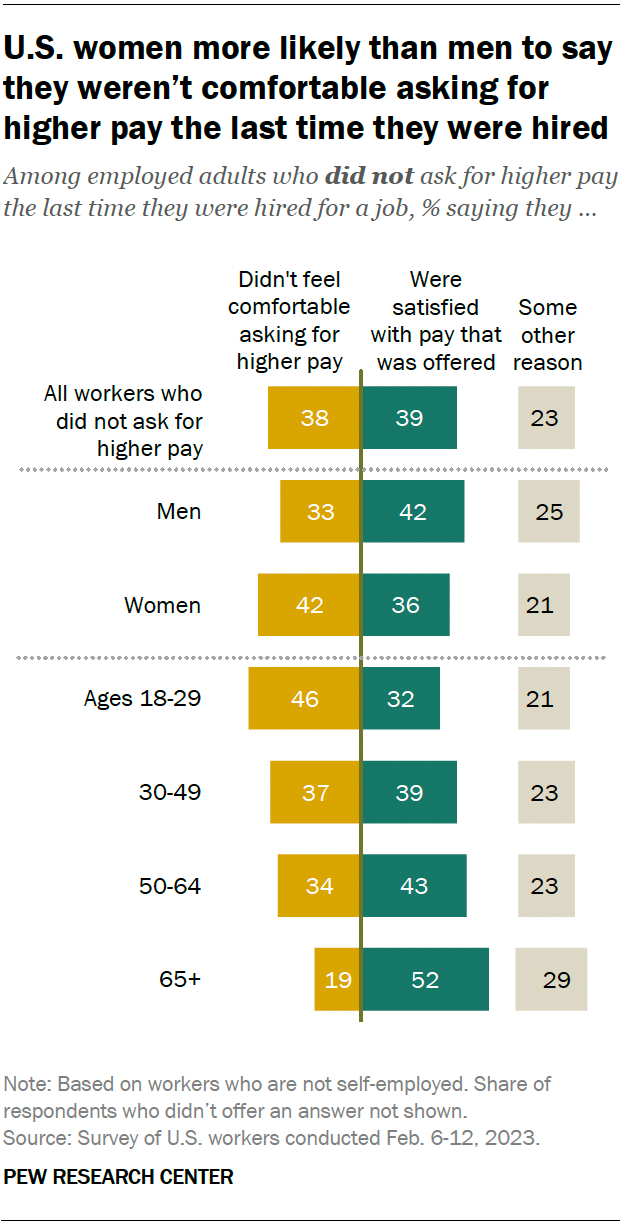 U.S. women more likely than men to say
they weren’t comfortable asking for
higher pay the last time they were hired
Among employed adults who did not ask for higher pay
the last time they were hired for a job, % saying they ...
Didn't feel
comfortable
asking for
higher pay
Were
satisfied
with pay that
was offered
Some
other
reason
All workers who
did not ask for
higher pay
38 39 23
Men 33 42 25
Women 42 36 21
Ages 18-29 46 32 21
30-49 37 39 23
50-64 34 43 23
65+ 19 52 29
Note: Based on workers who are not self-employed. Share of
respondents who didn’t offer an answer not shown.
Source: Survey of U.S. workers conducted Feb. 6-12, 2023.
PEW RESEARCH CENTER